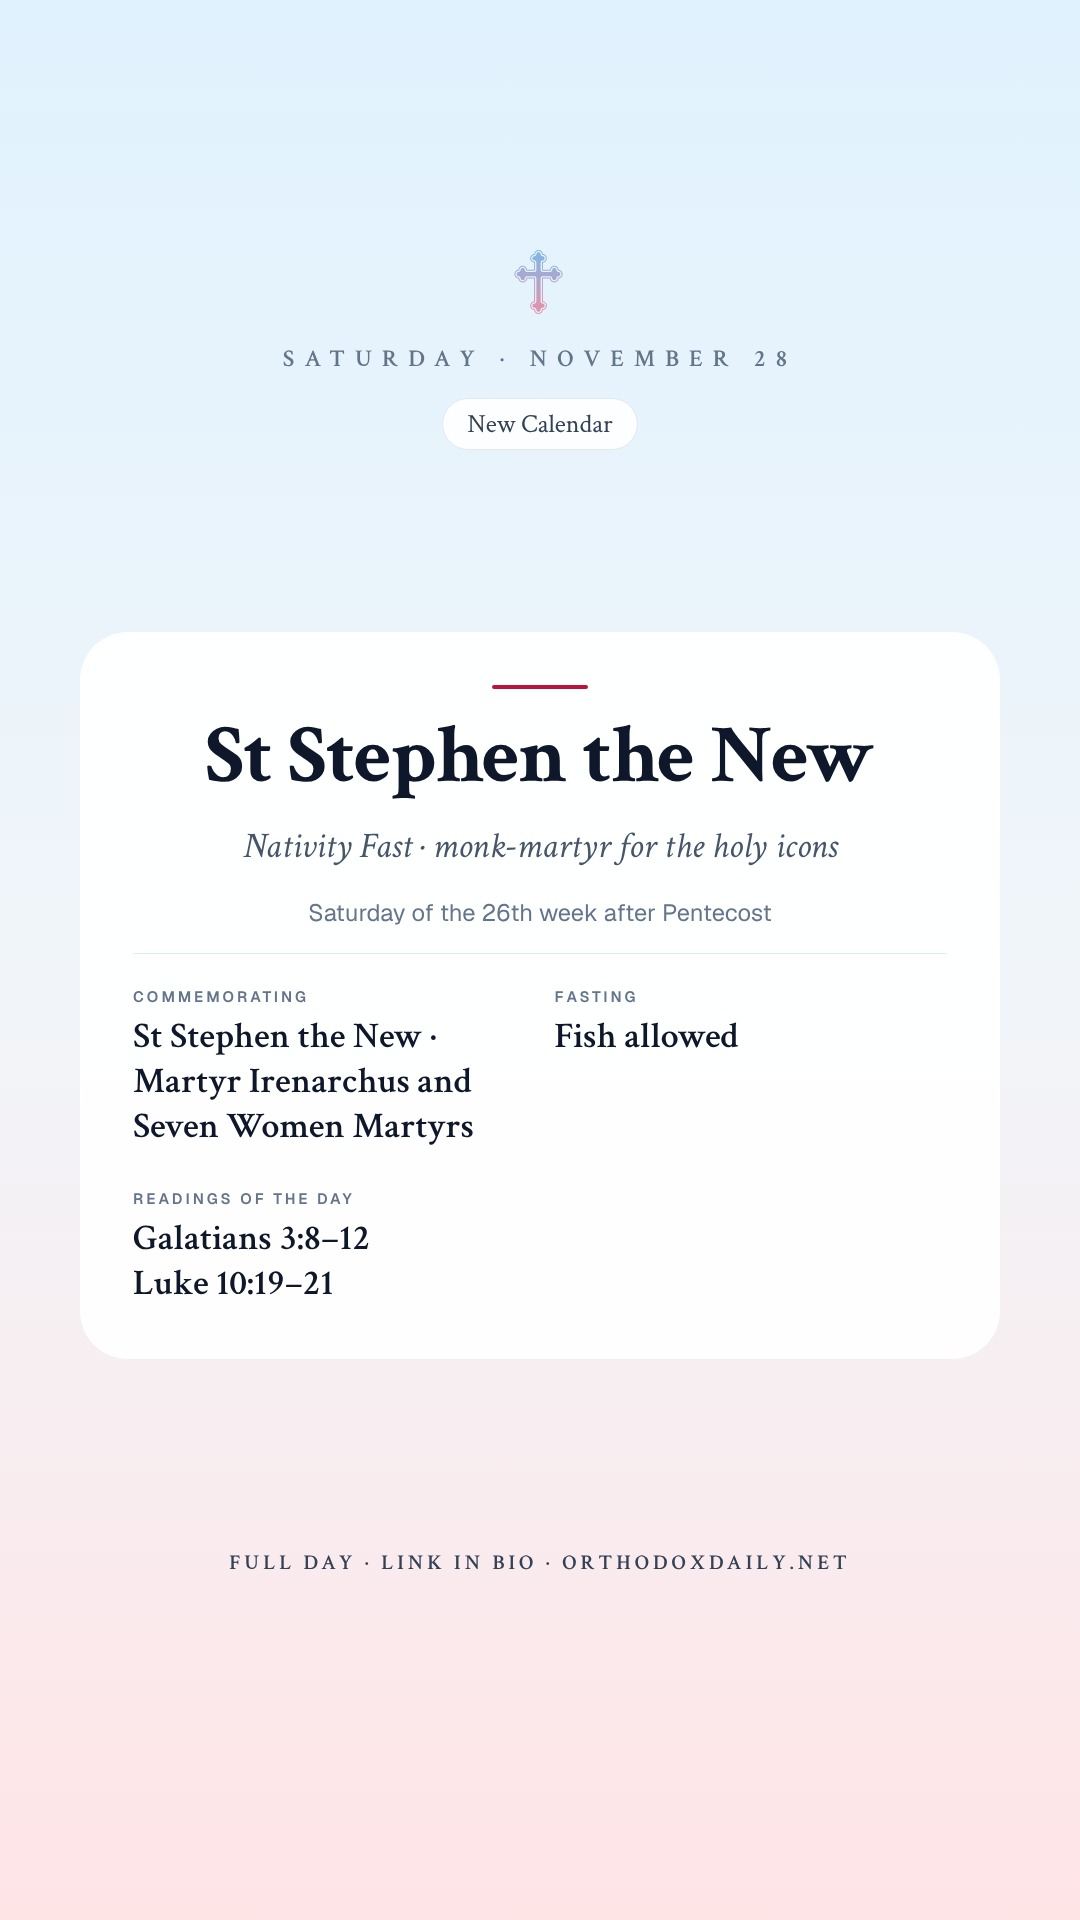 SATURDAY · NOVEMBER 28
New Calendar
St Stephen the New
Nativity Fast · monk-martyr for the holy icons
Saturday of the 26th week after Pentecost
COMMEMORATING
St Stephen the New ·
Martyr Irenarchus and
Seven Women Martyrs
FASTING
Fish allowed
READINGS OF THE DAY
Galatians 3:8–12
Luke 10:19–21
FULL DAY · LINK IN BIO · ORTHODOXDAILY.NET